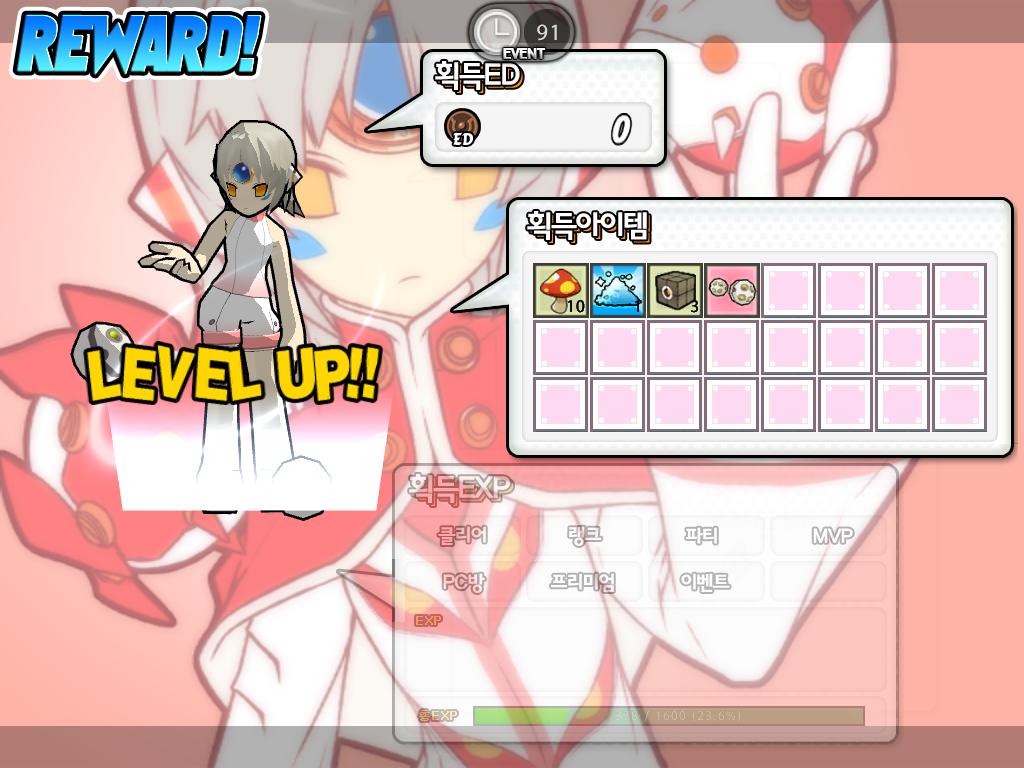 REWARD!
91
EVENT
획득ED
ED
0
획득아이템
10
1
3
LEVEL UP!!
획득EXP
클리어 랭크 파티 MVP
PC방 프리미엄 이벤트
EXP
총EXP / 1600 (23.6%)